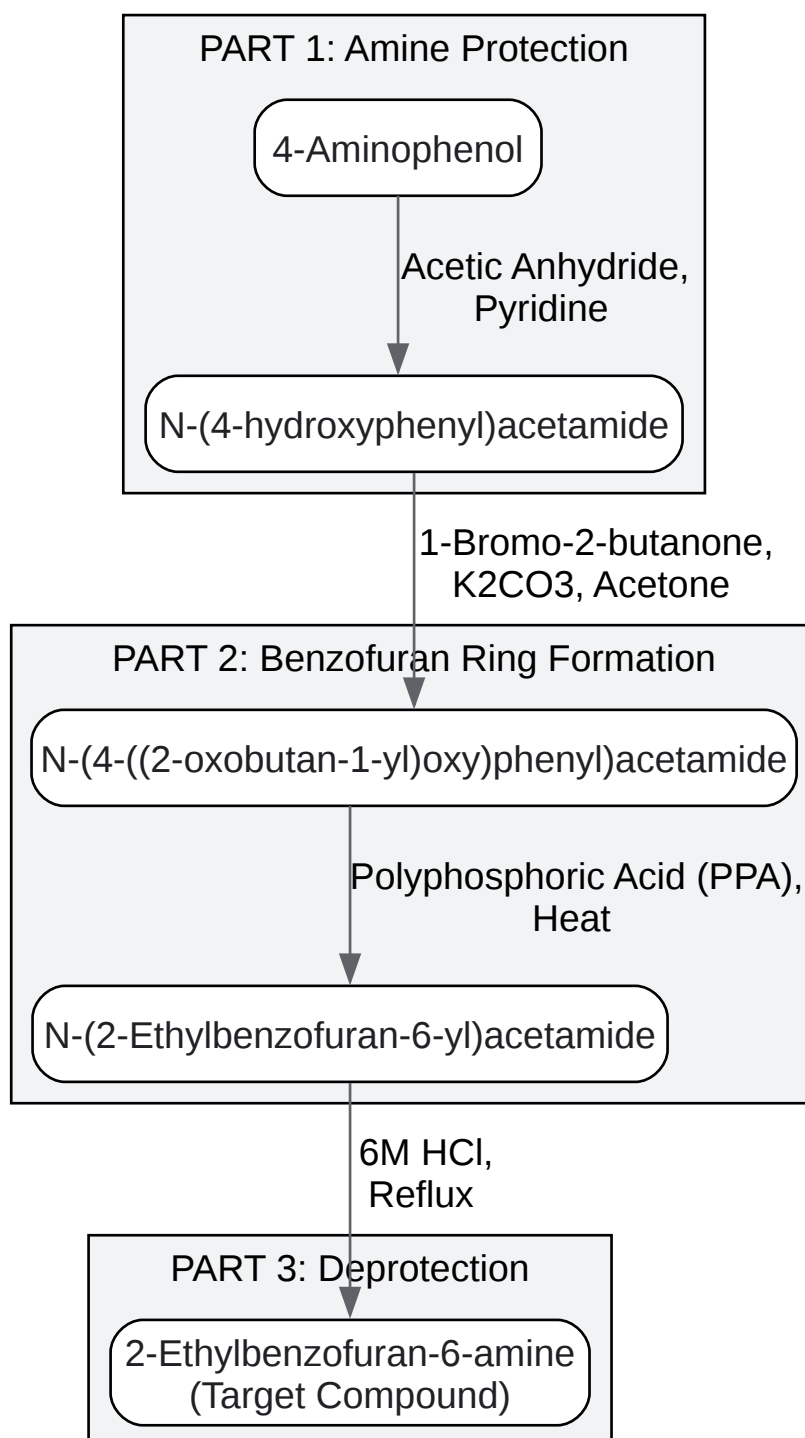 PART 1: Amine Protection
4-Aminophenol
Acetic Anhydride,
Pyridine
N-(4-hydroxyphenyl)acetamide
1-Bromo-2-butanone,
K2CO3, Acetone
PART 2: Benzofuran Ring Formation
N-(4-((2-oxobutan-1-yl)oxy)phenyl)acetamide
Polyphosphoric Acid (PPA),
Heat
N-(2-Ethylbenzofuran-6-yl)acetamide
6M HCl,
Reflux
PART 3: Deprotection
2-Ethylbenzofuran-6-amine
(Target Compound)